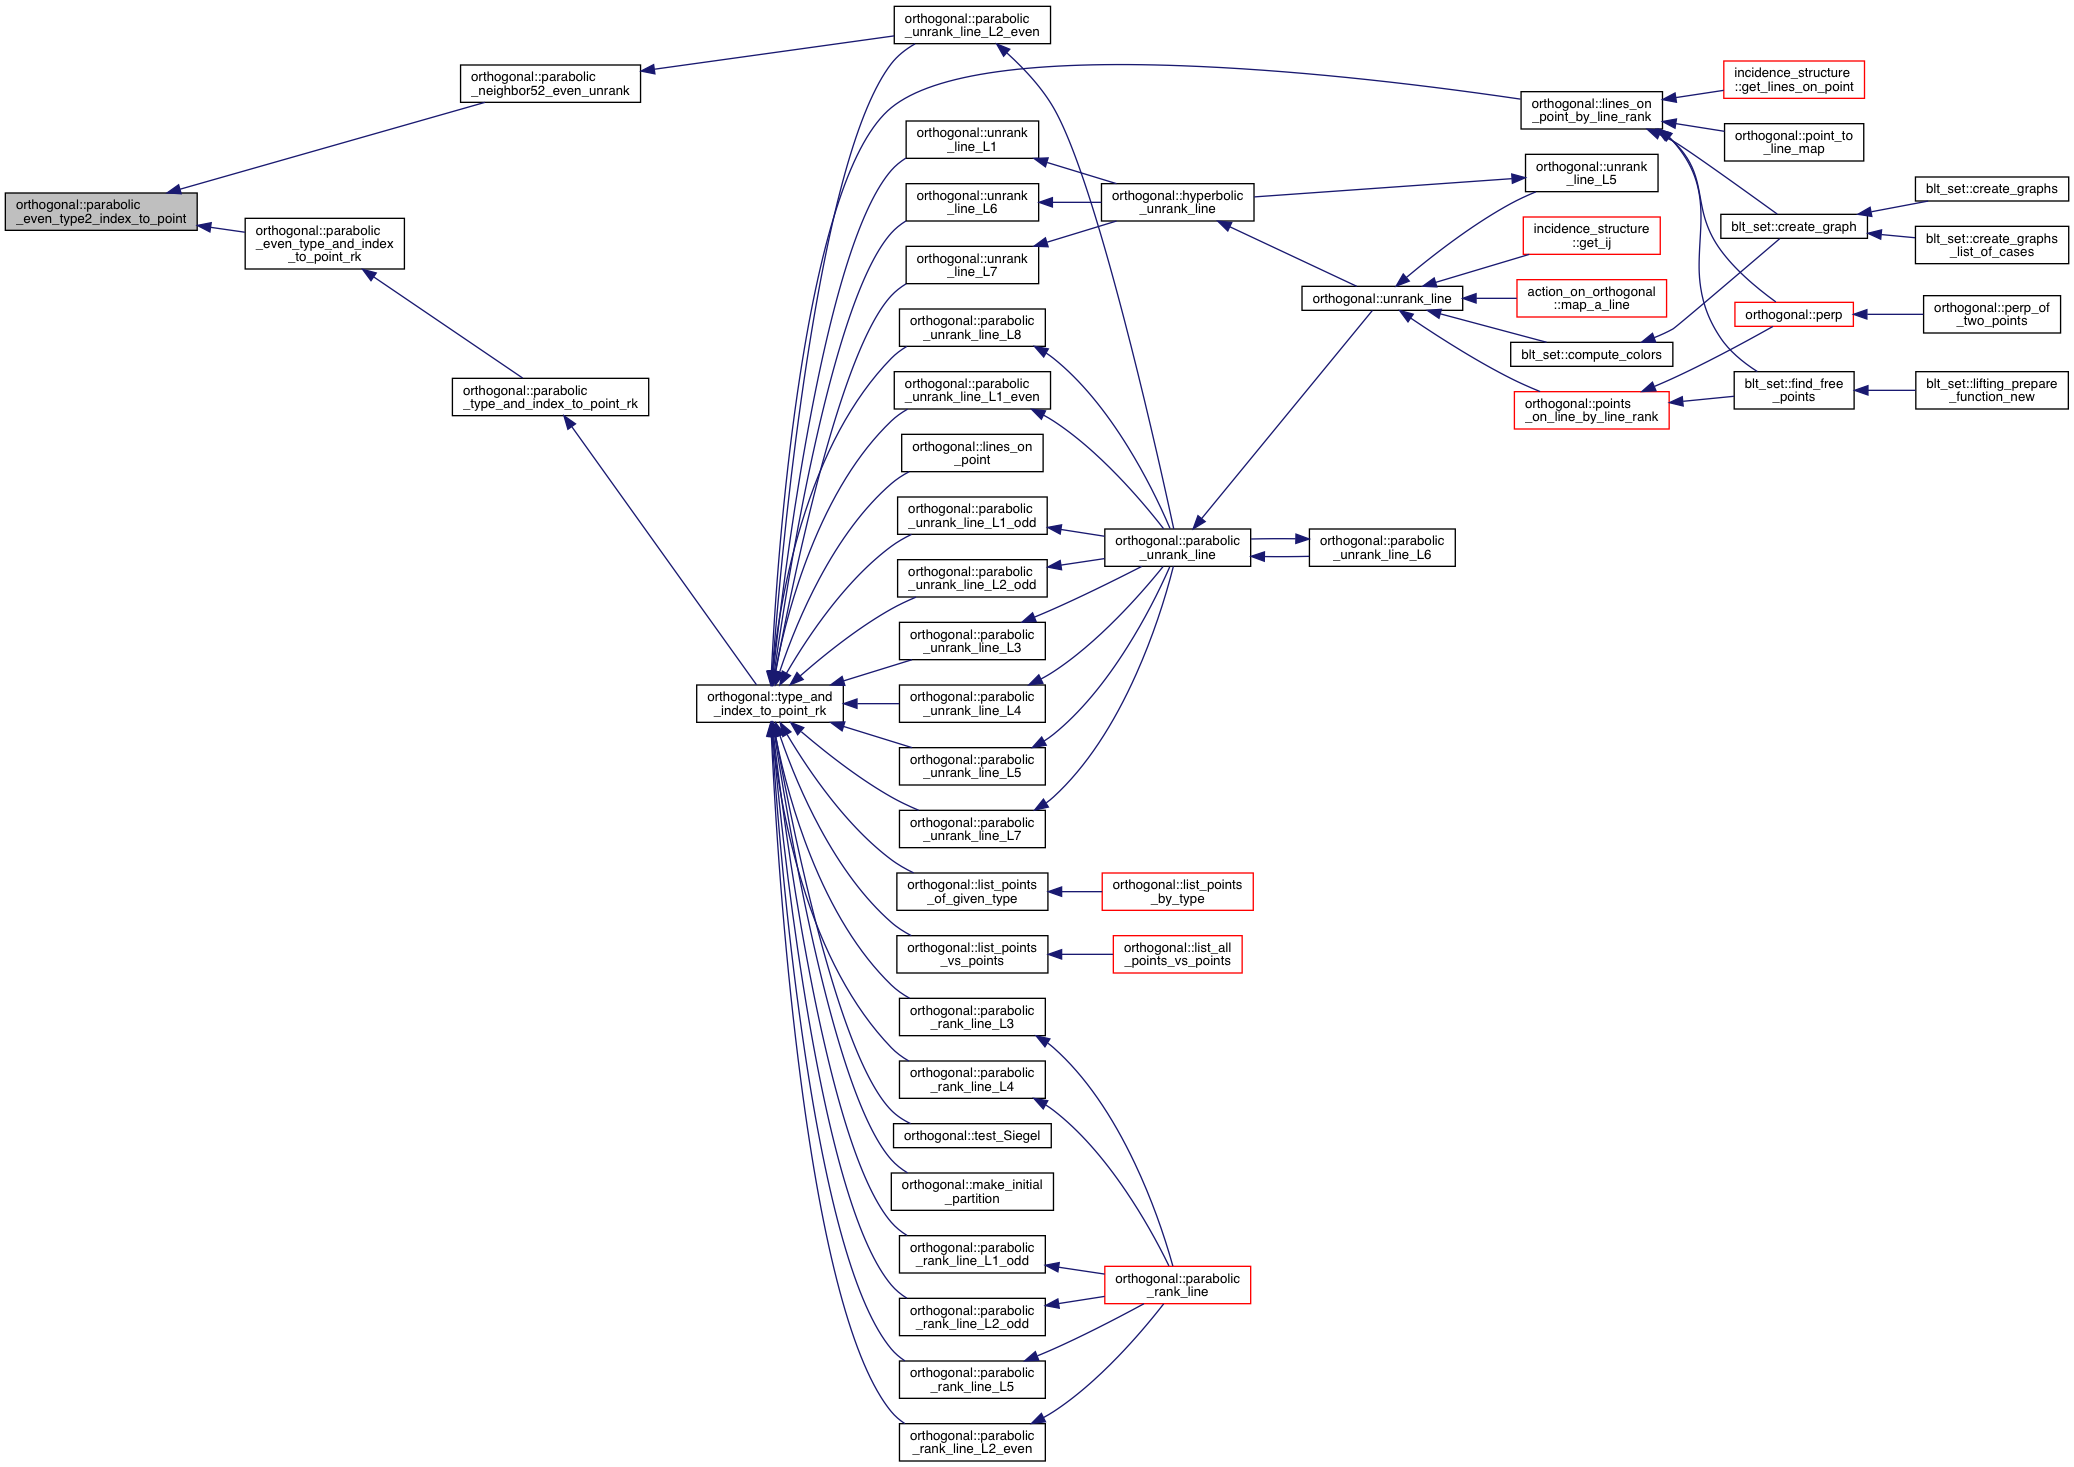 orthogonal::parabolic
_even_type2_index_to_point
orthogonal::parabolic
_neighbor52_even_unrank
orthogonal::parabolic
_even_type_and_index
_to_point_rk
orthogonal::parabolic
_type_and_index_to_point_rk
orthogonal::type_and
_index_to_point_rk
orthogonal::parabolic
_unrank_line_L2_even
orthogonal::unrank
_line_L1
orthogonal::unrank
_line_L6
orthogonal::unrank
_line_L7
orthogonal::parabolic
_unrank_line_L8
orthogonal::parabolic
_unrank_line_L1_even
orthogonal::lines_on
_point
orthogonal::parabolic
_unrank_line_L1_odd
orthogonal::parabolic
_unrank_line_L2_odd
orthogonal::parabolic
_unrank_line_L3
orthogonal::parabolic
_unrank_line_L4
orthogonal::parabolic
_unrank_line_L5
orthogonal::parabolic
_unrank_line_L7
orthogonal::list_points
_of_given_type
orthogonal::list_points
_vs_points
orthogonal::parabolic
_rank_line_L3
orthogonal::parabolic
_rank_line_L4
orthogonal::test_Siegel
orthogonal::make_initial
_partition
orthogonal::parabolic
_rank_line_L1_odd
orthogonal::parabolic
_rank_line_L2_odd
orthogonal::parabolic
_rank_line_L5
orthogonal::parabolic
_rank_line_L2_even
orthogonal::hyperbolic
_unrank_line
orthogonal::parabolic
_unrank_line
orthogonal::list_points
_by_type
orthogonal::list_all
_points_vs_points
orthogonal::parabolic
_rank_line
orthogonal::unrank_line
orthogonal::parabolic
_unrank_line_L6
orthogonal::lines_on
_point_by_line_rank
orthogonal::unrank
_line_L5
incidence_structure
::get_ij
action_on_orthogonal
::map_a_line
blt_set::compute_colors
orthogonal::points
_on_line_by_line_rank
incidence_structure
::get_lines_on_point
orthogonal::point_to
_line_map
blt_set::create_graph
orthogonal::perp
blt_set::find_free
_points
blt_set::create_graphs
blt_set::create_graphs
_list_of_cases
orthogonal::perp_of
_two_points
blt_set::lifting_prepare
_function_new